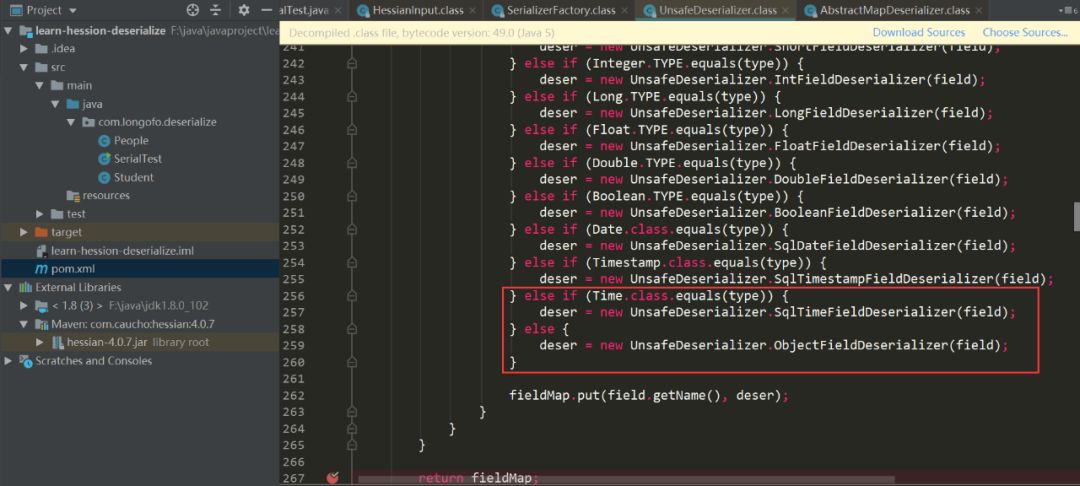 Project
alTest.java
HessianInput.class
SerializerFactory.class
UnsafeDeserializer.class
AbstractMapDeserializer.class
Decompiled .class file, bytecode version: 49.0 (Java 5)
Download Sources
Choose Sources...
learn-hession-deserialize F:\java\javaproject\lea
.idea
src
main
java
com.longofo.deserialize
People
SerialTest
Student
resources
test
target
learn-hession-deserialize.iml
pom.xml
External Libraries
< 1.8 (3) > F:\java\jdk1.8.0_102
Maven: com.caucho:hessian:4.0.7
hessian-4.0.7.jar library root
Scratches and Consoles
241 deser = new UnsafeDeserializer.ShortFieldDeserializer(field);
242 } else if (Integer.TYPE.equals(type)) {
243 deser = new UnsafeDeserializer.IntFieldDeserializer(field);
244 } else if (Long.TYPE.equals(type)) {
245 deser = new UnsafeDeserializer.LongFieldDeserializer(field);
246 } else if (Float.TYPE.equals(type)) {
247 deser = new UnsafeDeserializer.FloatFieldDeserializer(field);
248 } else if (Double.TYPE.equals(type)) {
249 deser = new UnsafeDeserializer.DoubleFieldDeserializer(field);
250 } else if (Boolean.TYPE.equals(type)) {
251 deser = new UnsafeDeserializer.BooleanFieldDeserializer(field);
252 } else if (Date.class.equals(type)) {
253 deser = new UnsafeDeserializer.SqlDateFieldDeserializer(field);
254 } else if (Timestamp.class.equals(type)) {
255 deser = new UnsafeDeserializer.SqlTimestampFieldDeserializer(field);
256 } else if (Time.class.equals(type)) {
257 deser = new UnsafeDeserializer.SqlTimeFieldDeserializer(field);
258 } else {
259 deser = new UnsafeDeserializer.ObjectFieldDeserializer(field);
260 }
261
262 fieldMap.put(field.getName(), deser);
263 }
264 }
265 }
266
267 return fieldMap;